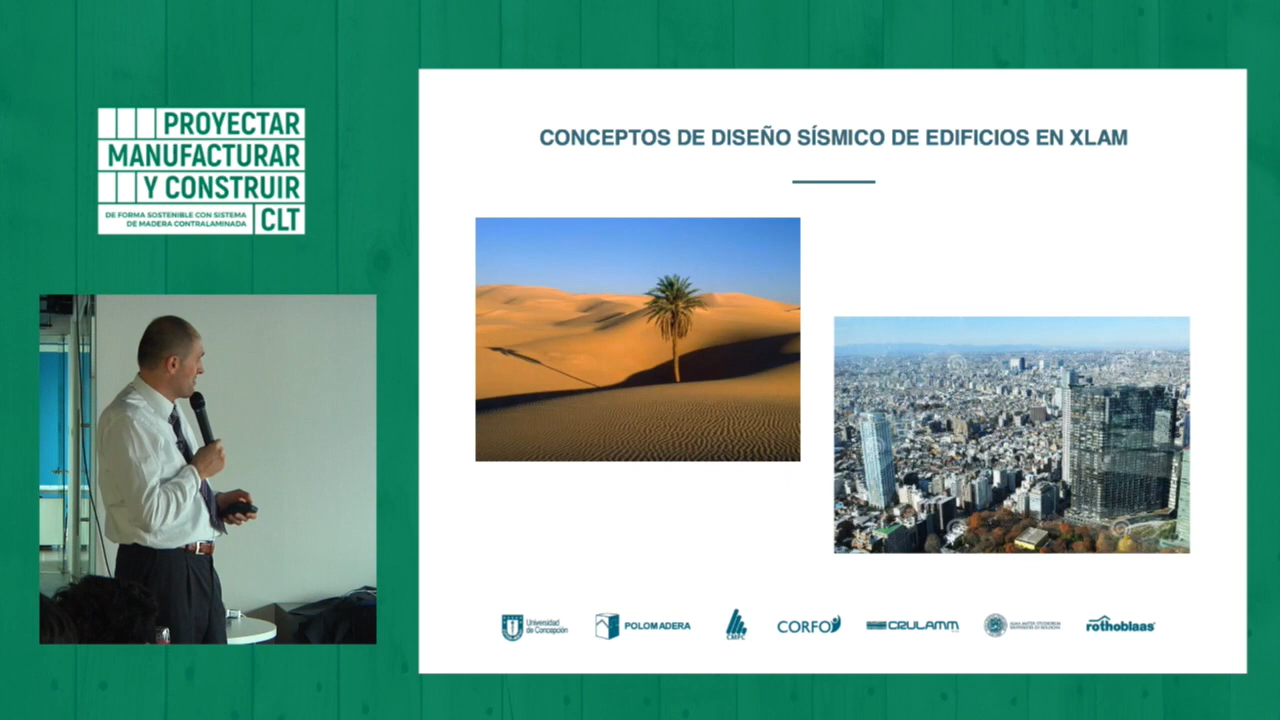 PROYECTAR
MANUFACTURAR
Y CONSTRUIR
DE FORMA SOSTENIBLE CON SISTEMA
DE MADERA CONTRALAMINADA
CLT
CONCEPTOS DE DISEÑO SÍSMICO DE EDIFICIOS EN XLAM
Universidad
de Concepción
POLOMADERA
CMPC
CORFO
CRULAMM
rothoblaas